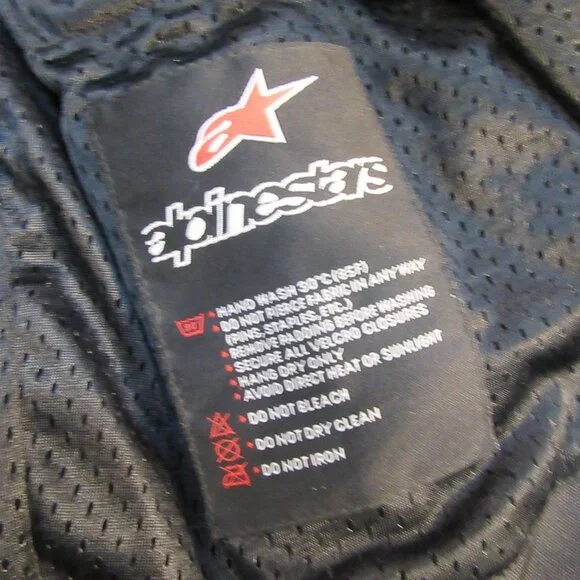 alpinestars
• HAND WASH 30°C (85F)
• DO NOT PIERCE FABRIC IN ANY WAY
(PINS, STAPLES, ETC.)
• REMOVE PADDING BEFORE WASHING
• SECURE ALL VELCRO CLOSURES
• HANG DRY ONLY
• AVOID DIRECT HEAT OR SUNLIGHT
• DO NOT BLEACH
• DO NOT DRY CLEAN
• DO NOT IRON